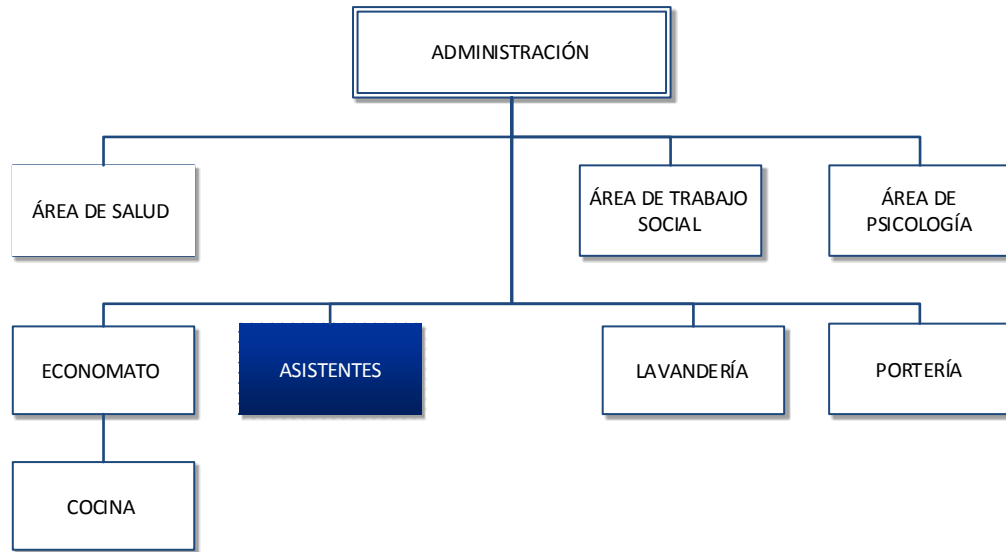 ADMINISTRACIÓN
ÁREA DE SALUD
ÁREA DE TRABAJO
SOCIAL
ÁREA DE
PSICOLOGÍA
ECONOMATO
ASISTENTES
LAVANDERÍA
PORTERÍA
COCINA